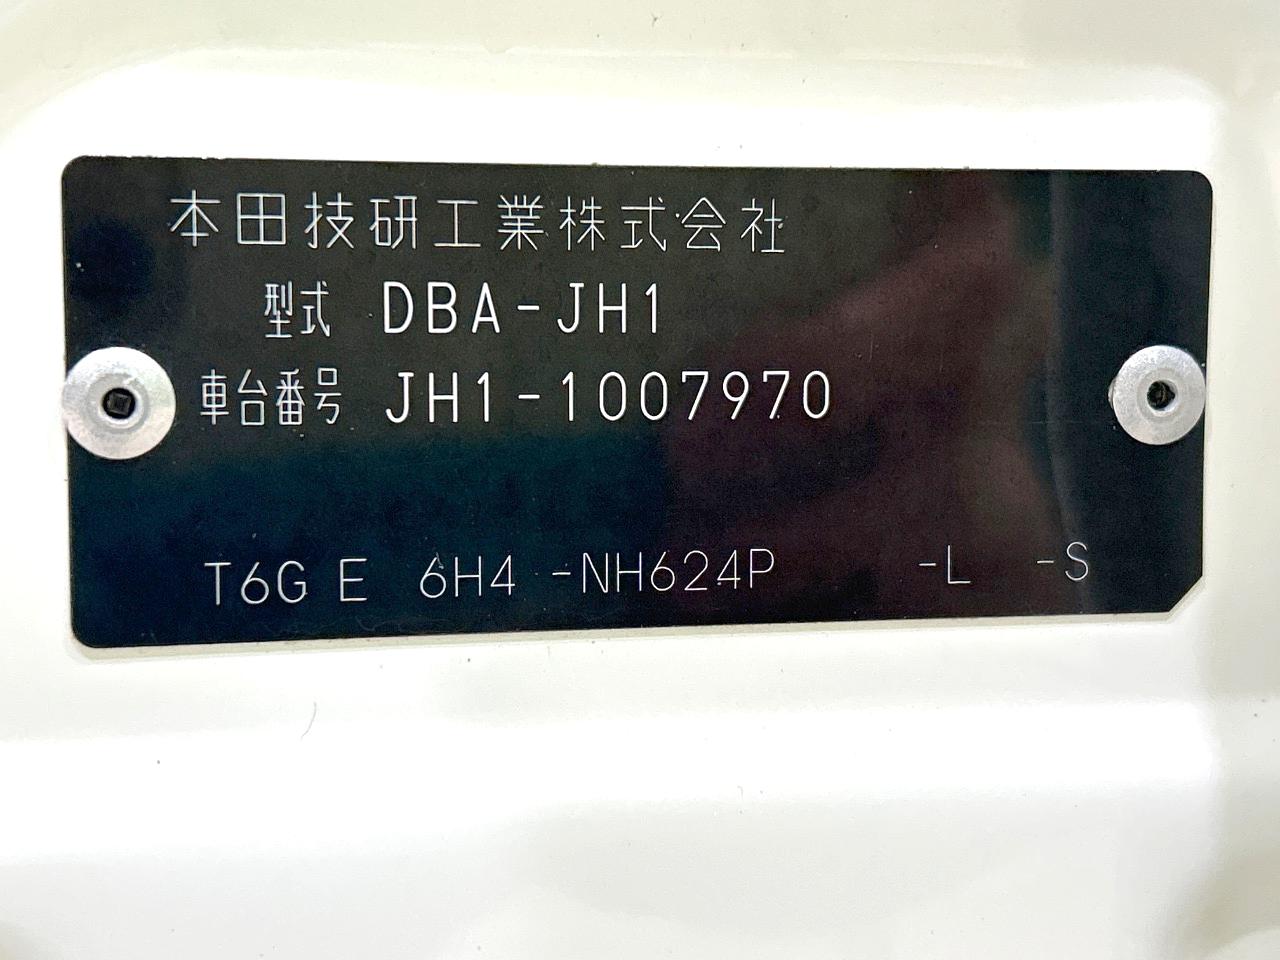 本田技研工業株式会社
型式 DBA-JH1
車台番号 JH1-1007970
T6G E 6H4 -NH624P -L -S